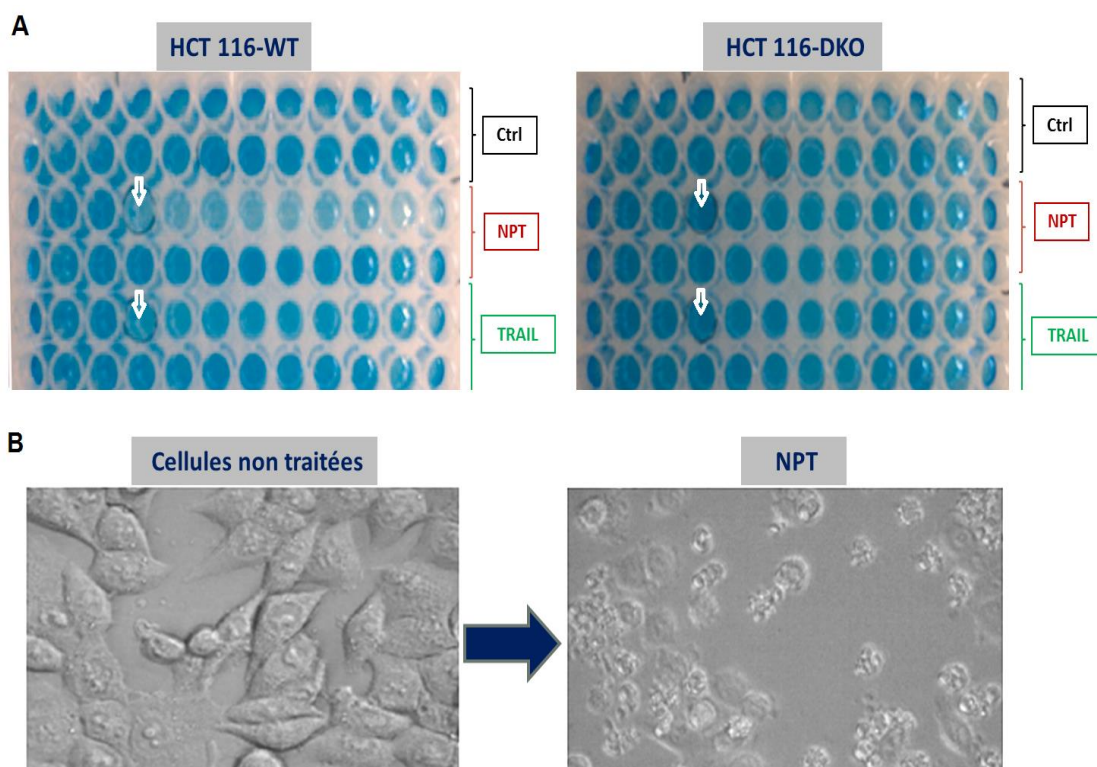 A
HCT 116-WT
HCT 116-DKO
Ctrl
Ctrl
NPT
NPT
TRAIL
TRAIL
B
Cellules non traitées
NPT